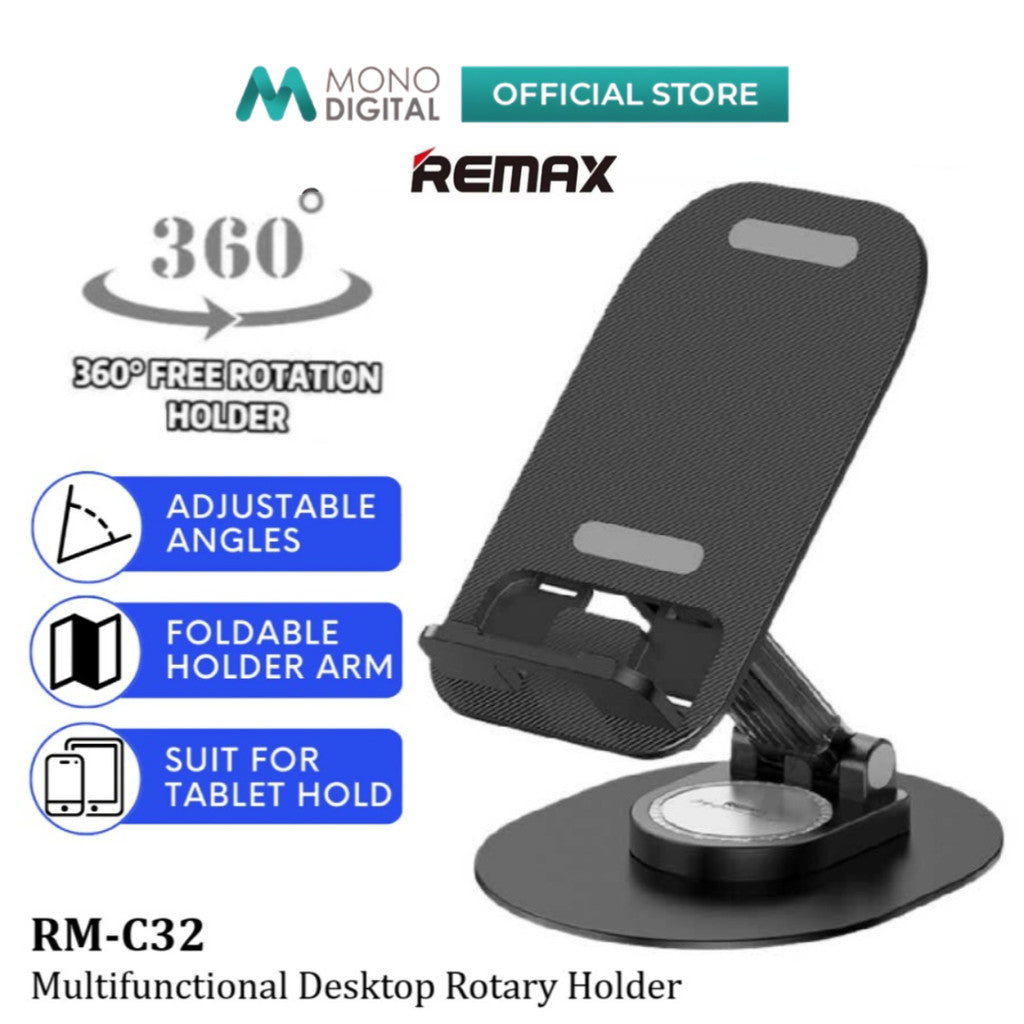 MONO
DIGITAL
OFFICIAL STORE
REMAX
360°
360° FREE ROTATION
HOLDER
ADJUSTABLE
ANGLES
FOLDABLE
HOLDER ARM
SUIT FOR
TABLET HOLD
RM-C32
Multifunctional Desktop Rotary Holder